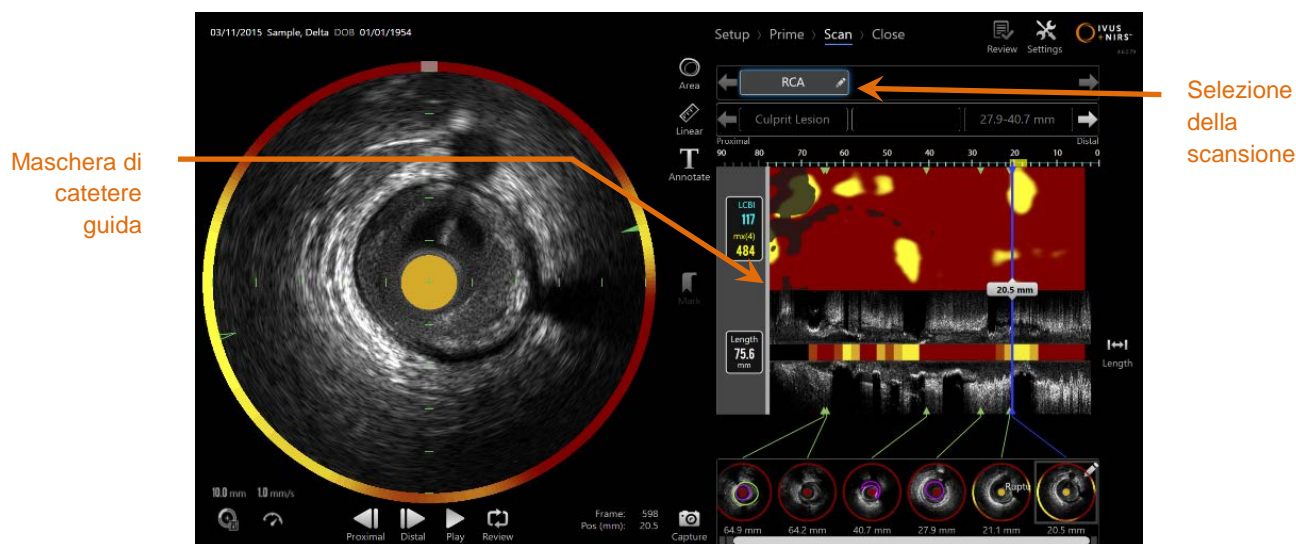 03/11/2015 Sample, Delta DOB 01/01/1954
Setup > Prime > Scan > Close
Review
Settings
IVUS
+NIRS
Area
RCA
Linear
Culprit Lesion
27.9-40.7 mm
Proximal
Distal
90 80 70 60 50 40 30 20 10 0
T
Annotate
LCBI
117
mx(4)
484
20.5 mm
Mark
Length
75.6
mm
Length
Maschera di
catetere
guida
Selezione
della
scansione
10.0 mm 1.0 mm/s
Proximal
Distal
Play
Review
Frame: 598
Pos (mm): 20.5
Capture
Ruptu
64.9 mm
64.2 mm
40.7 mm
27.9 mm
21.1 mm
20.5 mm